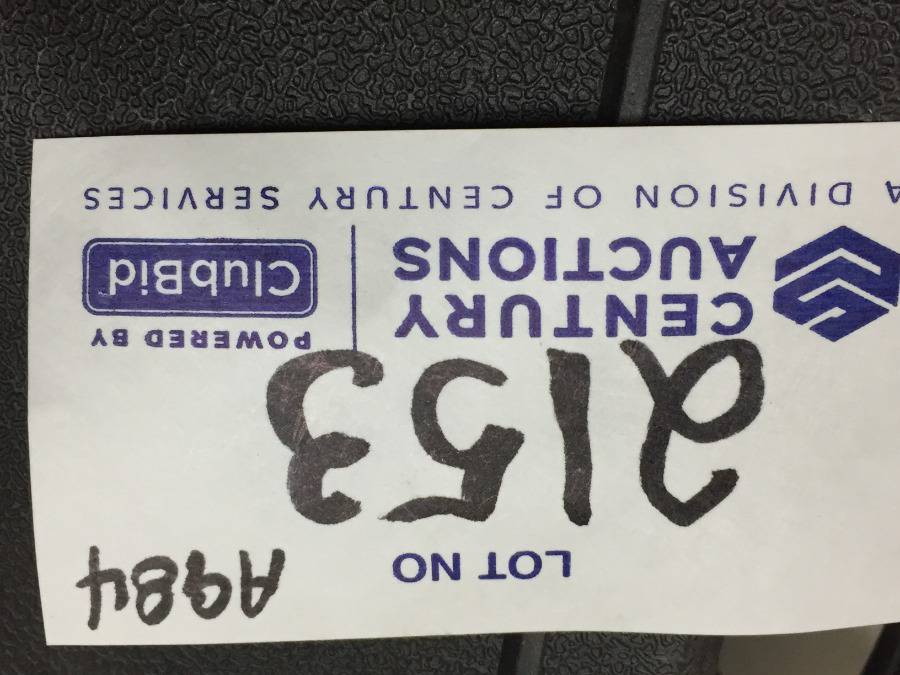 LOT NO
A984
2153
CENTURY
AUCTIONS
POWERED BY
ClubBid
A DIVISION OF CENTURY SERVICES